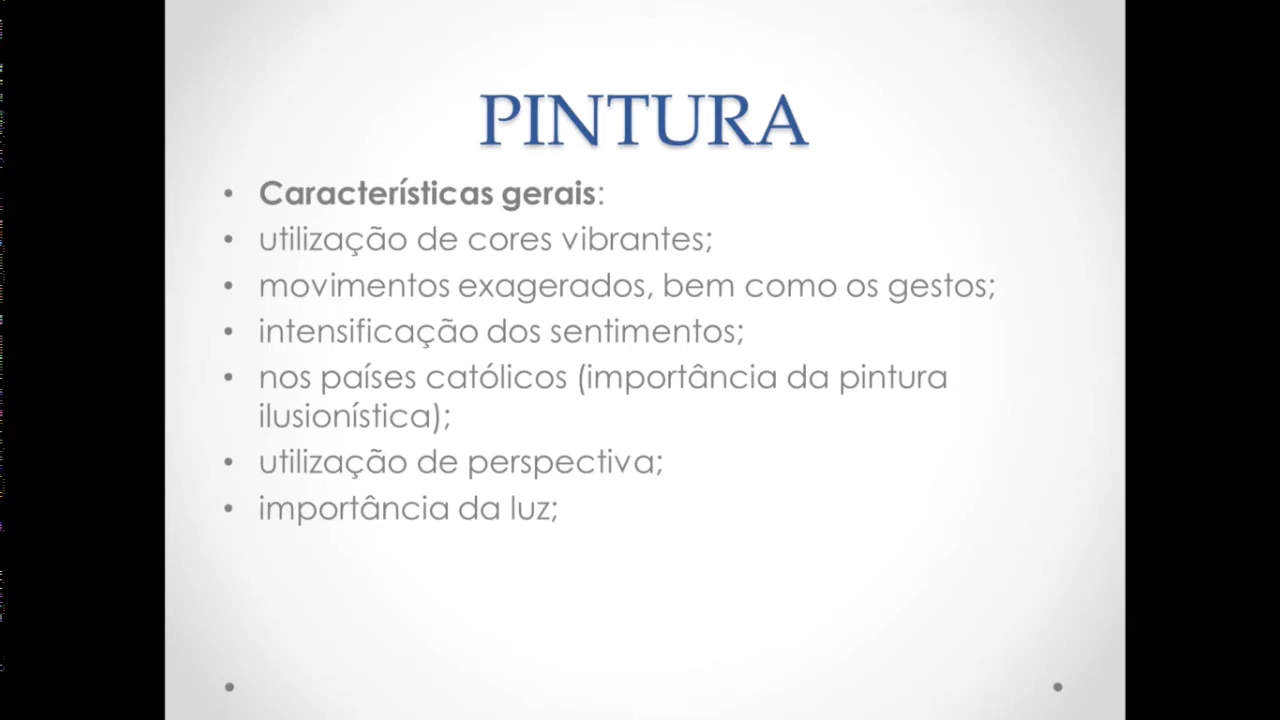 PINTURA
• Características gerais:
• utilização de cores vibrantes;
• movimentos exagerados, bem como os gestos;
• intensificação dos sentimentos;
• nos países católicos (importância da pintura
ilusionística);
• utilização de perspectiva;
• importância da luz;